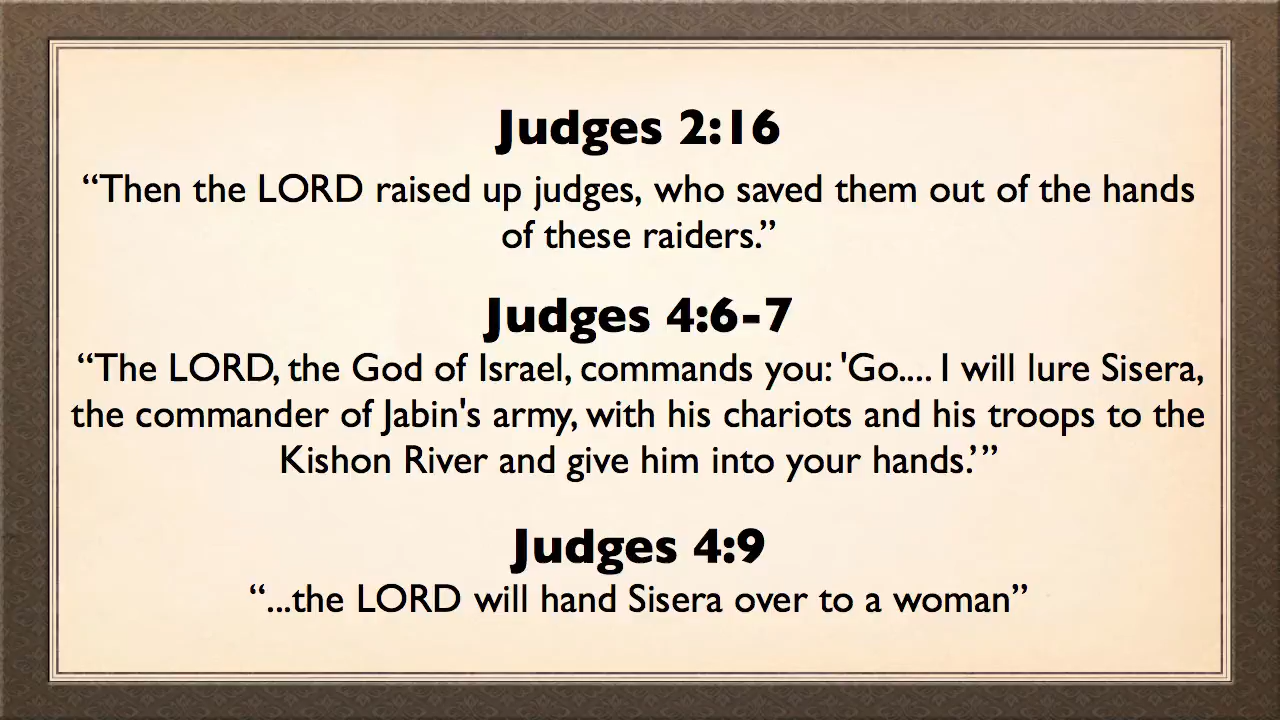 Judges 2:16
“Then the LORD raised up judges, who saved them out of the hands
of these raiders.”
Judges 4:6-7
“The LORD, the God of Israel, commands you: 'Go.... I will lure Sisera,
the commander of Jabin's army, with his chariots and his troops to the
Kishon River and give him into your hands.’”
Judges 4:9
“...the LORD will hand Sisera over to a woman”